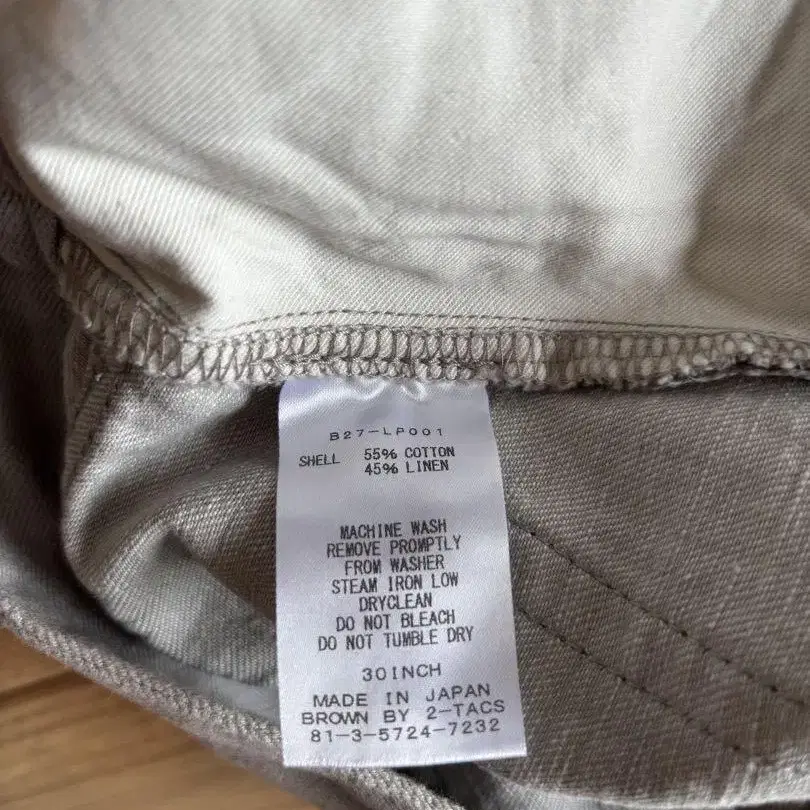 B27-LP001
SHELL 55% COTTON
45% LINEN
MACHINE WASH
REMOVE PROMPTLY
FROM WASHER
STEAM IRON LOW
DRYCLEAN
DO NOT BLEACH
DO NOT TUMBLE DRY
30INCH
MADE IN JAPAN
BROWN BY 2-TACS
81-3-5724-7232